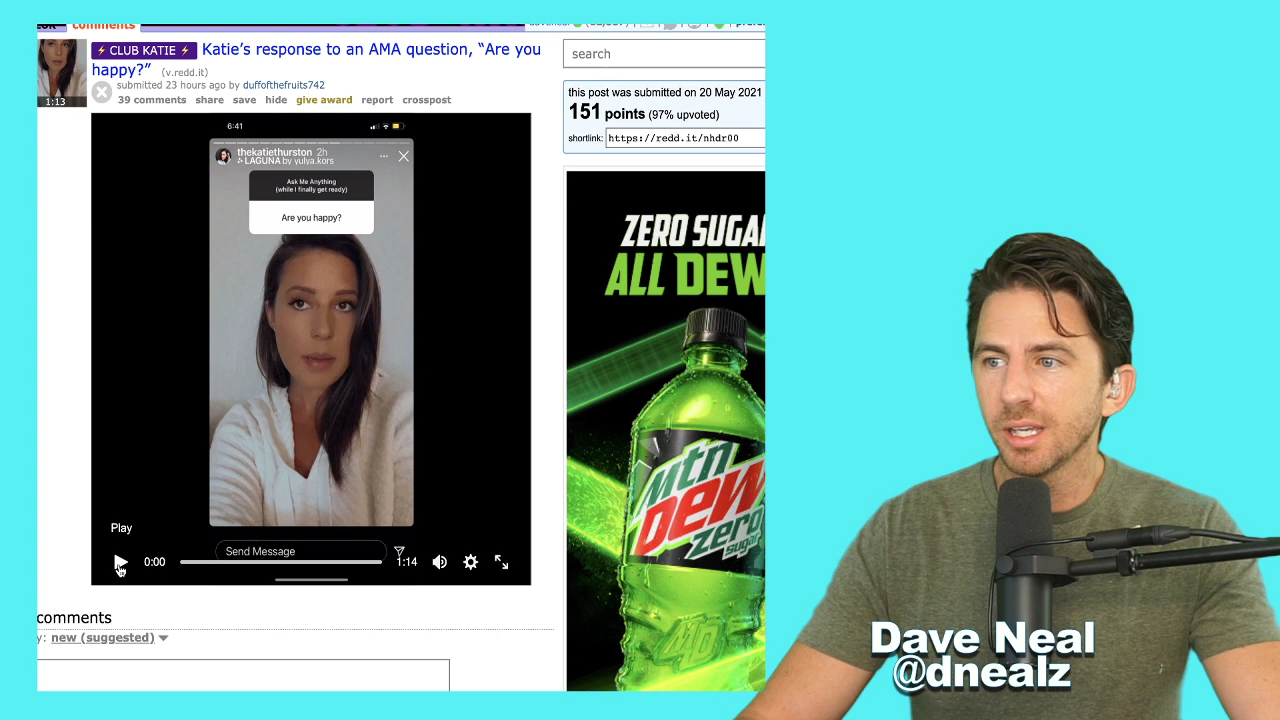 comments
⚡ CLUB KATIE ⚡ Katie's response to an AMA question, “Are you
happy?” (v.redd.it)
submitted 23 hours ago by duffofthefruits742
39 comments share save hide give award report crosspost
1:13
6:41
thekatiethurston 2h
LAGUNA by yulya.kors
Ask Me Anything
(while I finally get ready)
Are you happy?
Play
Send Message
0:00
1:14
comments
y: new (suggested)
search
this post was submitted on 20 May 2021
151 points (97% upvoted)
shortlink: https://redd.it/nhdr00
ZERO SUGAR
ALL DEW
mtn
DEW
zero
sugar
Dave Neal
@dnealz